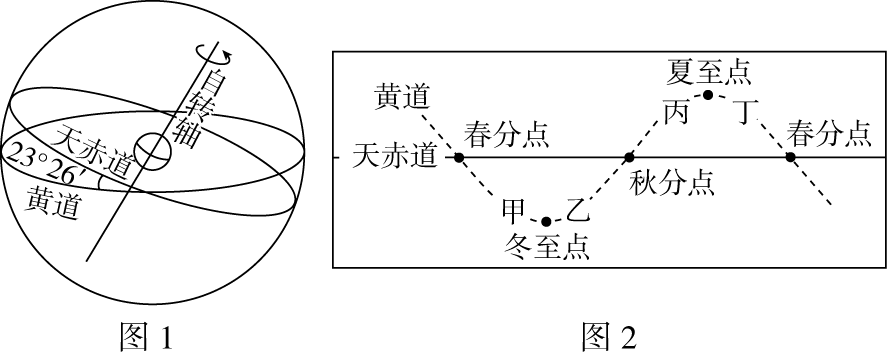 自转轴
天赤道
23°26′
黄道
图1
夏至点
黄道
丙
丁
春分点
春分点
天赤道
秋分点
甲
乙
冬至点
图2